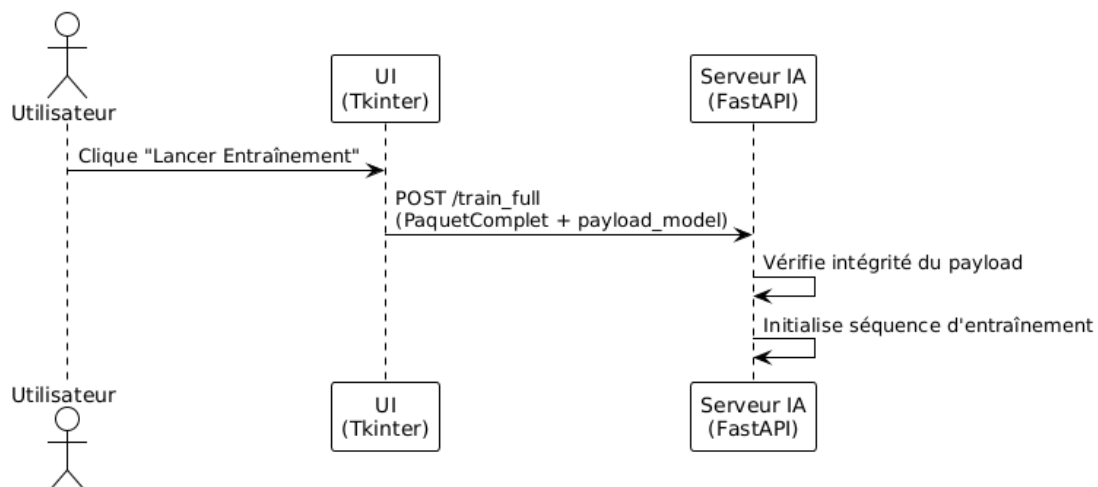 Utilisateur
UI
(Tkinter)
Serveur IA
(FastAPI)
Clique "Lancer Entraînement"
POST /train_full
(PaquetComplet + payload_model)
Vérifie intégrité du payload
Initialise séquence d'entraînement
Utilisateur
UI
(Tkinter)
Serveur IA
(FastAPI)